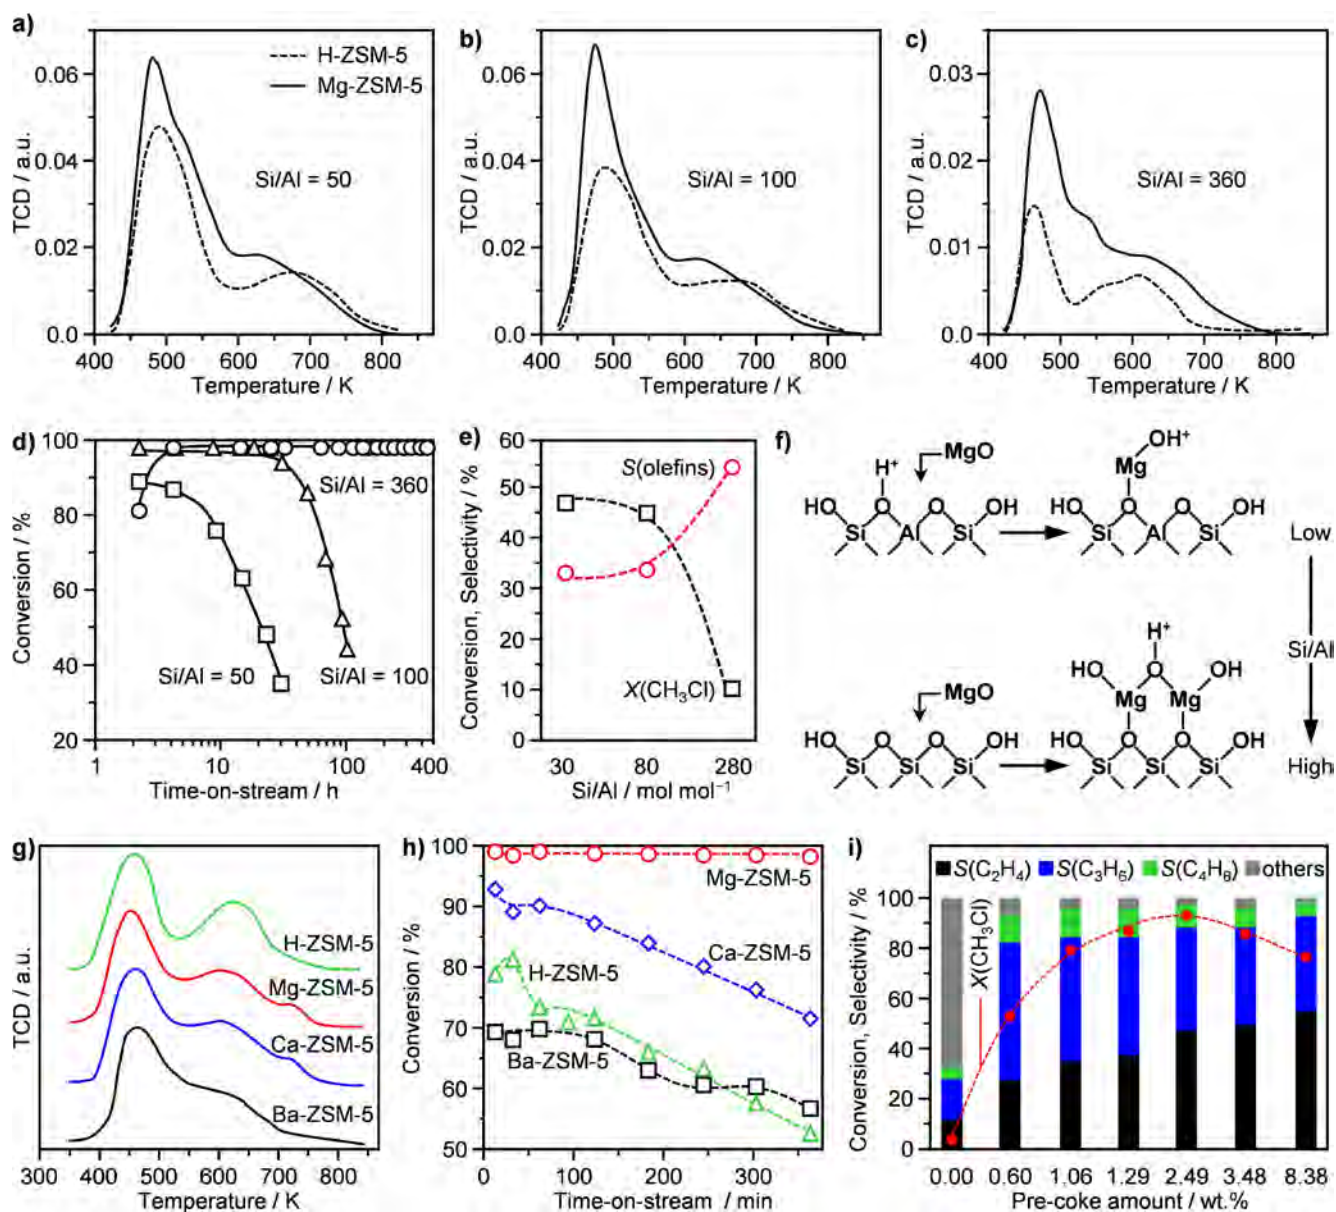 a)
TCD / a.u.
0.06
0.04
0.02
0.0
H-ZSM-5
Mg-ZSM-5
Si/Al = 50
400 500 600 700 800
Temperature / K
b)
TCD / a.u.
0.06
0.04
0.02
0.0
Si/Al = 100
400 500 600 700 800
Temperature / K
c)
TCD / a.u.
0.03
0.02
0.01
0.0
Si/Al = 360
400 500 600 700 800
Temperature / K
d)
Conversion / %
100
80
60
40
20
Si/Al = 360
Si/Al = 50
Si/Al = 100
1 10 100 400
Time-on-stream / h
e)
Conversion, Selectivity / %
60
50
40
30
20
10
0
S(olefins)
X(CH₃Cl)
30 80 280
Si/Al / mol mol⁻¹
f)
H⁺ MgO
HO O O OH
Si Al Si
OH⁺
Mg
HO O O OH
Si Al Si
Low
Si/Al
High
MgO
HO O O OH
Si Si Si
H⁺
HO O OH
Mg Mg
HO O O OH
Si Si Si
g)
TCD / a.u.
H-ZSM-5
Mg-ZSM-5
Ca-ZSM-5
Ba-ZSM-5
300 400 500 600 700 800
Temperature / K
h)
Conversion / %
100
90
80
70
60
50
Mg-ZSM-5
Ca-ZSM-5
H-ZSM-5
Ba-ZSM-5
0 100 200 300
Time-on-stream / min
i)
S(C₂H₄) S(C₃H₆) S(C₄H₈) others
Conversion, Selectivity / %
100
80
60
40
20
0
X(CH₃Cl)
0.00 0.60 1.06 1.29 2.49 3.48 8.38
Pre-coke amount / wt.%